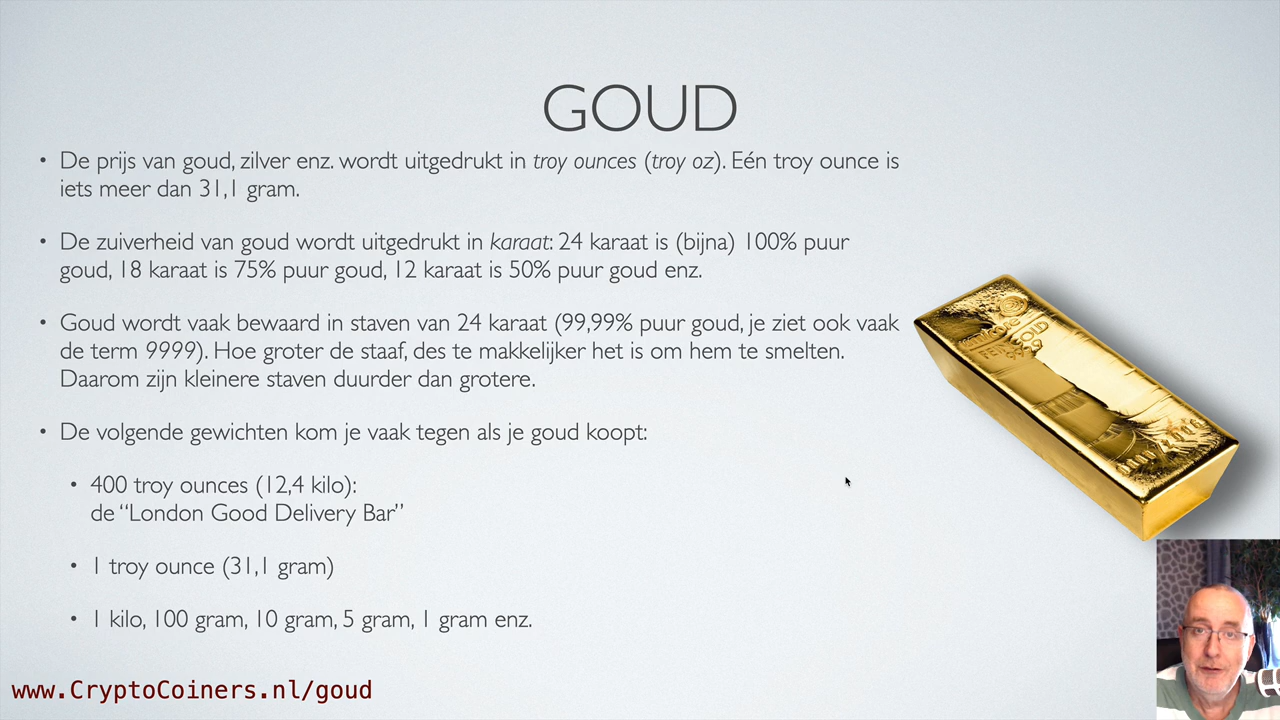 GOUD
• De prijs van goud, zilver enz. wordt uitgedrukt in troy ounces (troy oz). Eén troy ounce is
iets meer dan 31,1 gram.
• De zuiverheid van goud wordt uitgedrukt in karaat: 24 karaat is (bijna) 100% puur
goud, 18 karaat is 75% puur goud, 12 karaat is 50% puur goud enz.
• Goud wordt vaak bewaard in staven van 24 karaat (99,99% puur goud, je ziet ook vaak
de term 9999). Hoe groter de staaf, des te makkelijker het is om hem te smelten.
Daarom zijn kleinere staven duurder dan grotere.
• De volgende gewichten kom je vaak tegen als je goud koopt:
• 400 troy ounces (12,4 kilo):
de “London Good Delivery Bar”
• 1 troy ounce (31,1 gram)
• 1 kilo, 100 gram, 10 gram, 5 gram, 1 gram enz.
GOLD
www.CryptoCoiners.nl/goud